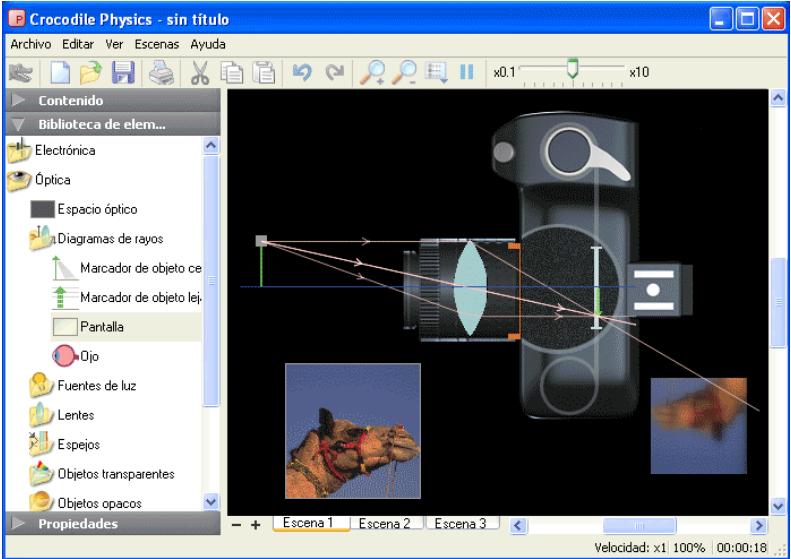 Crocodile Physics - sin título
Archivo Editar Ver Escenas Ayuda
x0.1 x10
Contenido
Biblioteca de elem...
Electrónica
Óptica
Espacio óptico
Diagramas de rayos
Marcador de objeto ce
Marcador de objeto lej.
Pantalla
Ojo
Fuentes de luz
Lentes
Espejos
Objetos transparentes
Objetos opacos
Propiedades
- + Escena 1 Escena 2 Escena 3
Velocidad: x1 100% 00:00:18